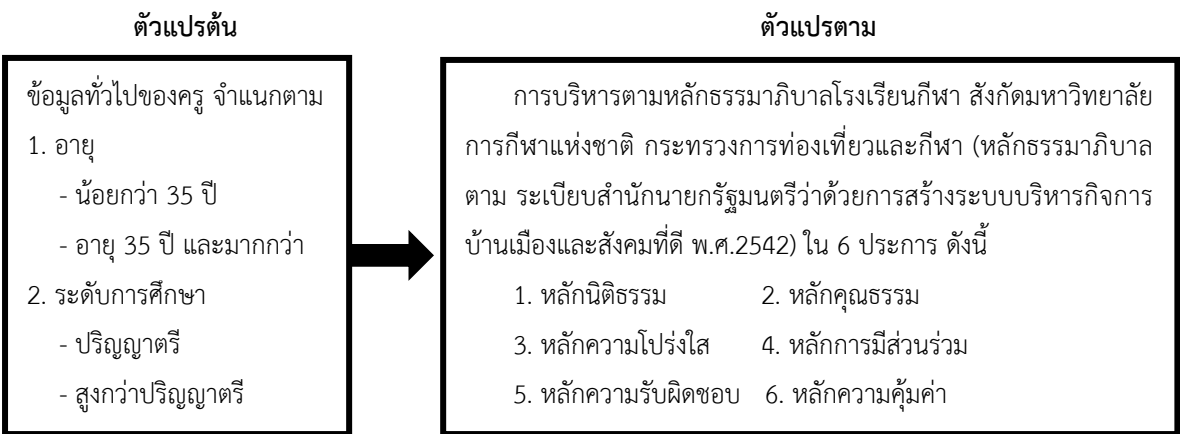 ตัวแปรต้น
ข้อมูลทั่วไปของครู จำแนกตาม
1. อายุ
- น้อยกว่า 35 ปี
- อายุ 35 ปี และมากกว่า
2. ระดับการศึกษา
- ปริญญาตรี
- สูงกว่าปริญญาตรี
ตัวแปรตาม
การบริหารตามหลักธรรมาภิบาลโรงเรียนกีฬา สังกัดมหาวิทยาลัย
การกีฬาแห่งชาติ กระทรวงการท่องเที่ยวและกีฬา (หลักธรรมาภิบาล
ตาม ระเบียบสำนักนายกรัฐมนตรีว่าด้วยการสร้างระบบบริหารกิจการ
บ้านเมืองและสังคมที่ดี พ.ศ.2542) ใน 6 ประการ ดังนี้
1. หลักนิติธรรม 2. หลักคุณธรรม
3. หลักความโปร่งใส 4. หลักการมีส่วนร่วม
5. หลักความรับผิดชอบ 6. หลักความคุ้มค่า